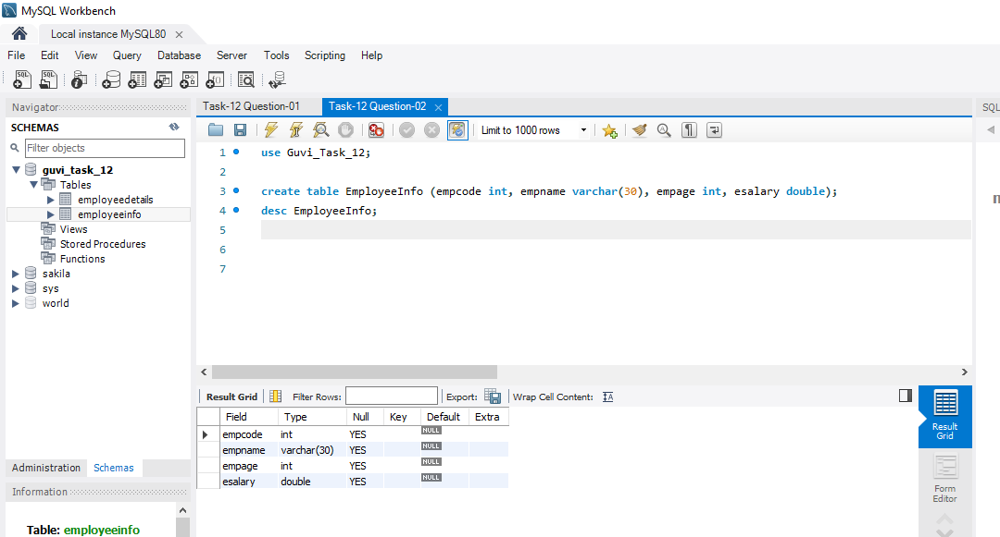 MySQL Workbench
Local instance MySQL80
File Edit View Query Database Server Tools Scripting Help
Navigator
SCHEMAS
Filter objects
guvi_task_12
Tables
employeedetails
employeeinfo
Views
Stored Procedures
Functions
sakila
sys
world
Administration Schemas
Information
Table: employeeinfo
Task-12 Question-01 Task-12 Question-02
Limit to 1000 rows
1 use Guvi_Task_12;
2
3 create table EmployeeInfo (empcode int, empname varchar(30), empage int, esalary double);
4 desc EmployeeInfo;
5
6
7
Result Grid Filter Rows: Export: Wrap Cell Content:
Field Type Null Key Default Extra
empcode int YES NULL
empname varchar(30) YES NULL
empage int YES NULL
esalary double YES NULL
Result
Grid
Form
Editor
SQL